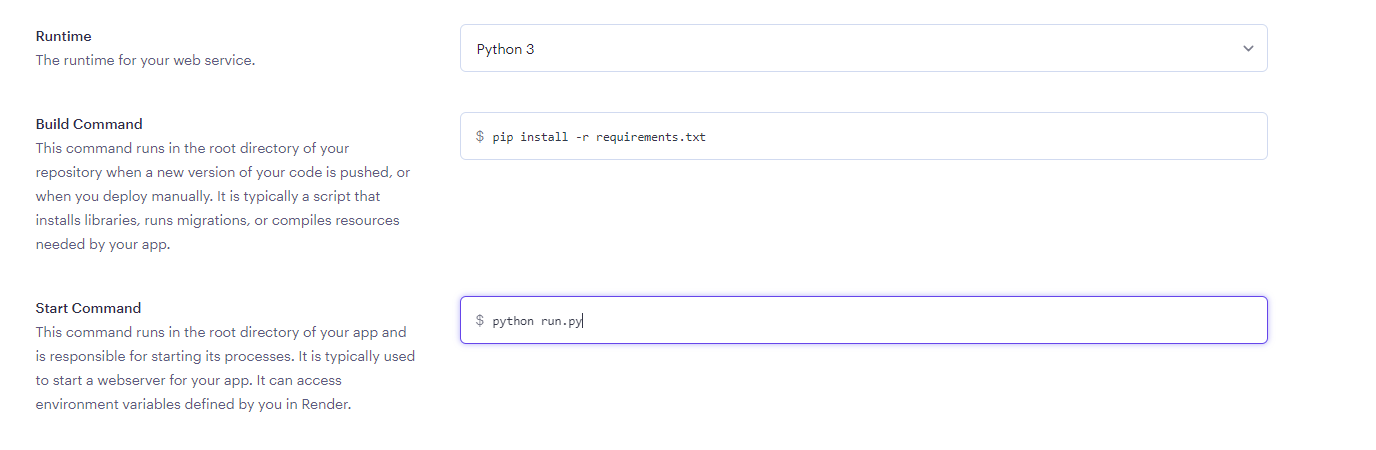 Runtime
The runtime for your web service.
Python 3
Build Command
This command runs in the root directory of your
repository when a new version of your code is pushed, or
when you deploy manually. It is typically a script that
installs libraries, runs migrations, or compiles resources
needed by your app.
$ pip install -r requirements.txt
Start Command
This command runs in the root directory of your app and
is responsible for starting its processes. It is typically used
to start a webserver for your app. It can access
environment variables defined by you in Render.
$ python run.py